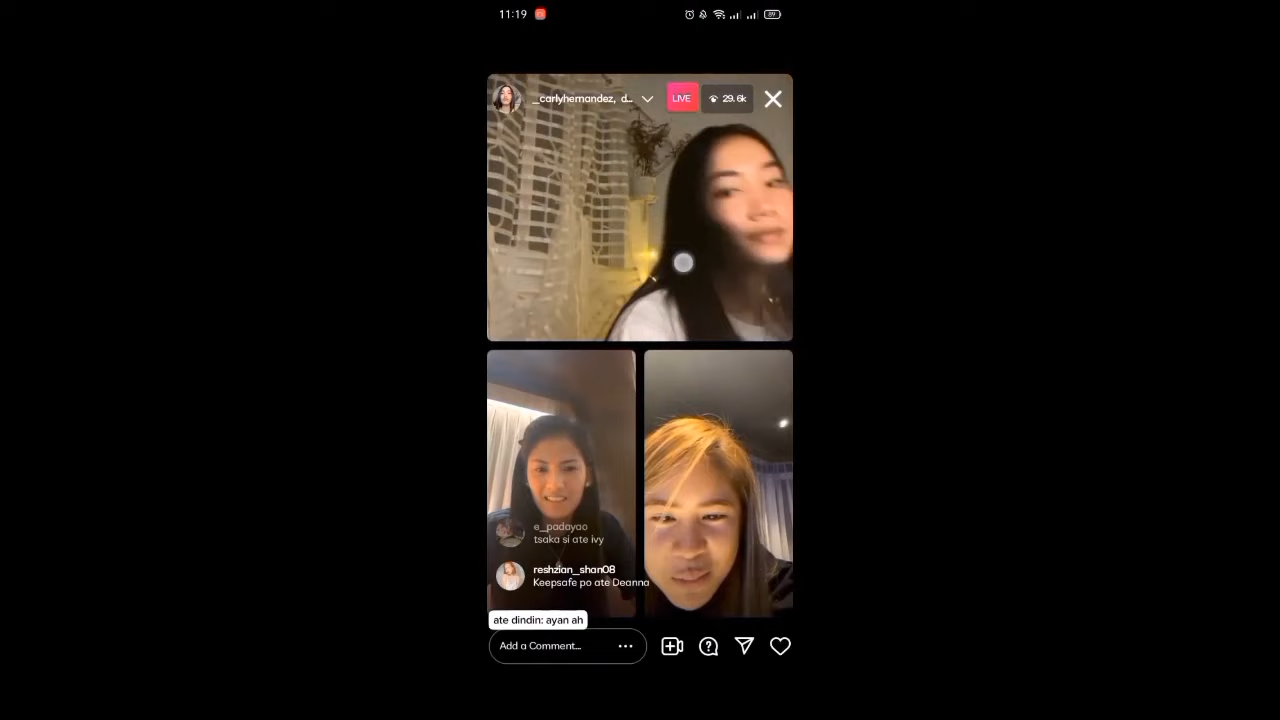 11:19
89
_carlyhernandez, d...
LIVE
29.6k
e_padayao
tsaka si ate ivy
reshzian_shan08
Keepsafe po ate Deanna
ate dindin: ayan ah
Add a Comment...